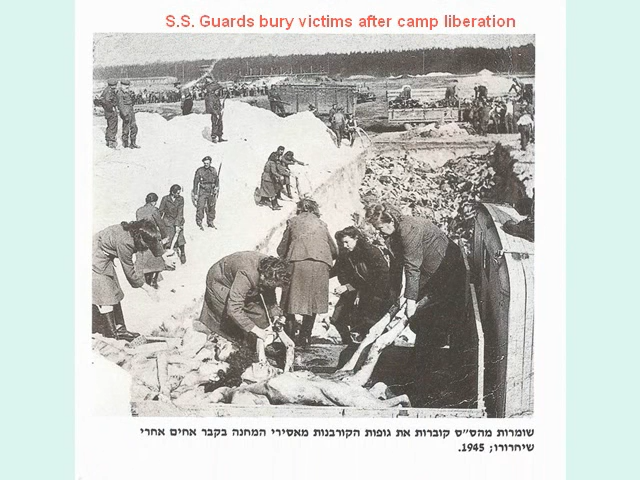 S.S. Guards bury victims after camp liberation
שומרות מהס״ס קוברות את גופות הקורבנות מאסירי המחנה בקבר אחים אחרי
שיחרורו; 1945.